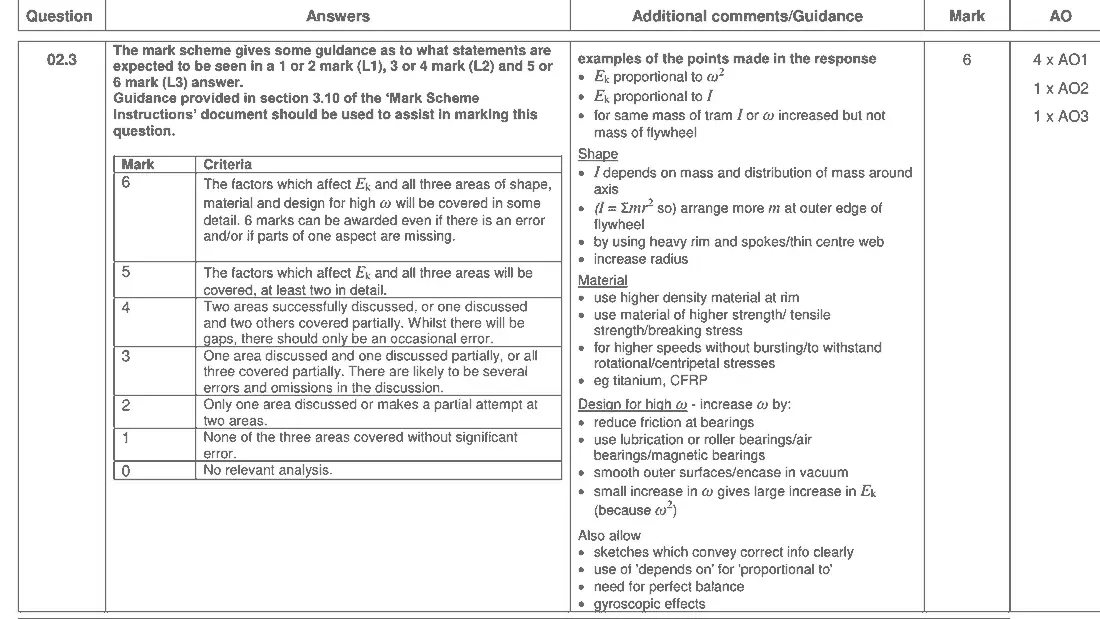 Question Answers Additional comments/Guidance Mark AO
02.3
The mark scheme gives some guidance as to what statements are
expected to be seen in a 1 or 2 mark (L1), 3 or 4 mark (L2) and 5 or
6 mark (L3) answer.
Guidance provided in section 3.10 of the ‘Mark Scheme
Instructions’ document should be used to assist in marking this
question.
Mark Criteria
6 The factors which affect Ek and all three areas of shape,
material and design for high ω will be covered in some
detail. 6 marks can be awarded even if there is an error
and/or if parts of one aspect are missing.
5 The factors which affect Ek and all three areas will be
covered, at least two in detail.
4 Two areas successfully discussed, or one discussed
and two others covered partially. Whilst there will be
gaps, there should only be an occasional error.
3 One area discussed and one discussed partially, or all
three covered partially. There are likely to be several
errors and omissions in the discussion.
2 Only one area discussed or makes a partial attempt at
two areas.
1 None of the three areas covered without significant
error.
0 No relevant analysis.
examples of the points made in the response
• Ek proportional to ω²
• Ek proportional to I
• for same mass of tram I or ω increased but not
mass of flywheel
Shape
• I depends on mass and distribution of mass around
axis
• (I = Σmr² so) arrange more m at outer edge of
flywheel
• by using heavy rim and spokes/thin centre web
• increase radius
Material
• use higher density material at rim
• use material of higher strength/ tensile
strength/breaking stress
• for higher speeds without bursting/to withstand
rotational/centripetal stresses
• eg titanium, CFRP
Design for high ω - increase ω by:
• reduce friction at bearings
• use lubrication or roller bearings/air
bearings/magnetic bearings
• smooth outer surfaces/encase in vacuum
• small increase in ω gives large increase in Ek
(because ω²)
Also allow
• sketches which convey correct info clearly
• use of 'depends on' for 'proportional to'
• need for perfect balance
• gyroscopic effects
6
4 x AO1
1 x AO2
1 x AO3